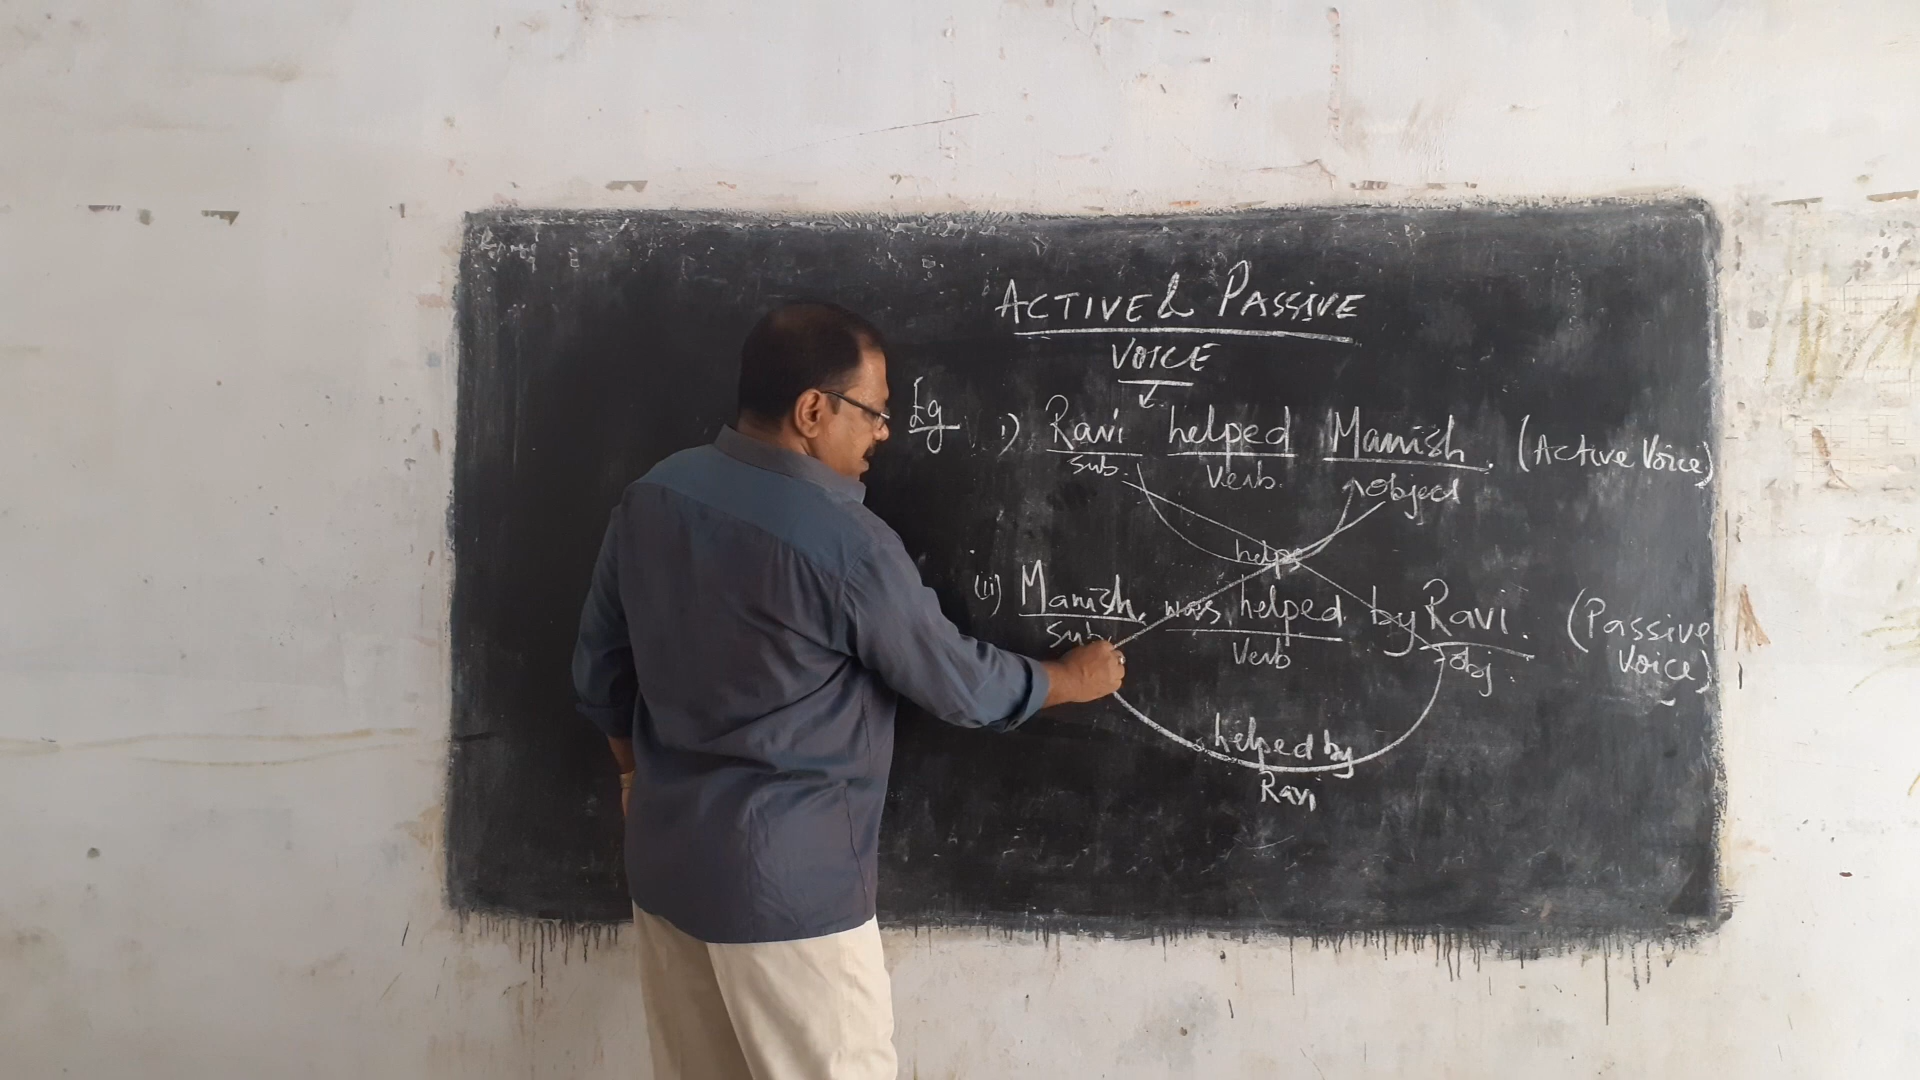 ACTIVE & PASSIVE
VOICE
Eg i) Ravi helped Manish. (Active Voice)
Sub. Verb. Object
helps
(ii) Manish. was helped by Ravi. (Passive
Sub. Verb Obj Voice)
helped by
Ravi